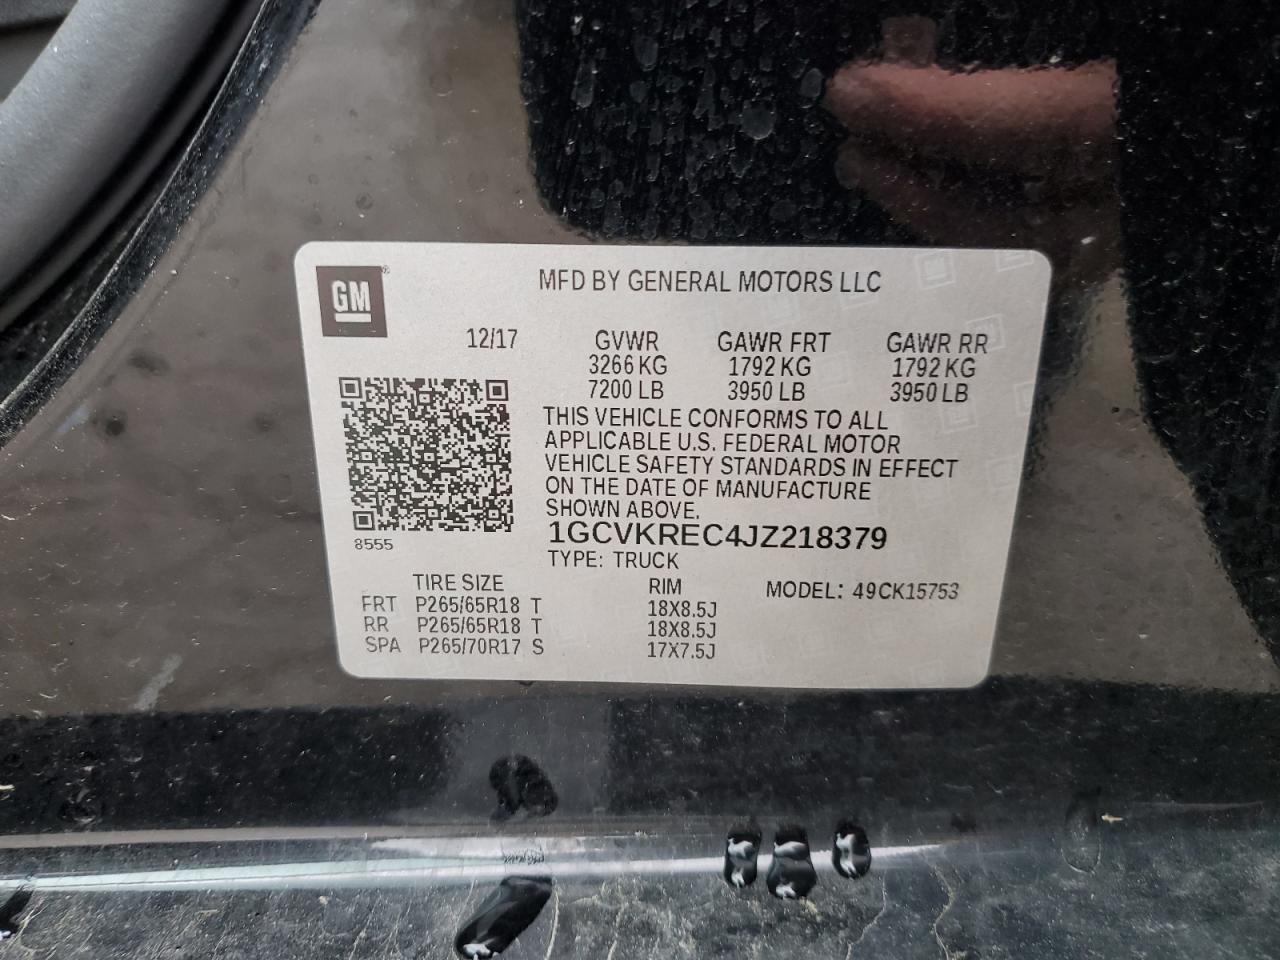 GM®
MFD BY GENERAL MOTORS LLC
12/17 GVWR GAWR FRT GAWR RR
3266 KG 1792 KG 1792 KG
7200 LB 3950 LB 3950 LB
THIS VEHICLE CONFORMS TO ALL
APPLICABLE U.S. FEDERAL MOTOR
VEHICLE SAFETY STANDARDS IN EFFECT
ON THE DATE OF MANUFACTURE
SHOWN ABOVE.
1GCVKREC4JZ218379
8555
TYPE: TRUCK
TIRE SIZE RIM MODEL: 49CK15753
FRT P265/65R18 T 18X8.5J
RR P265/65R18 T 18X8.5J
SPA P265/70R17 S 17X7.5J